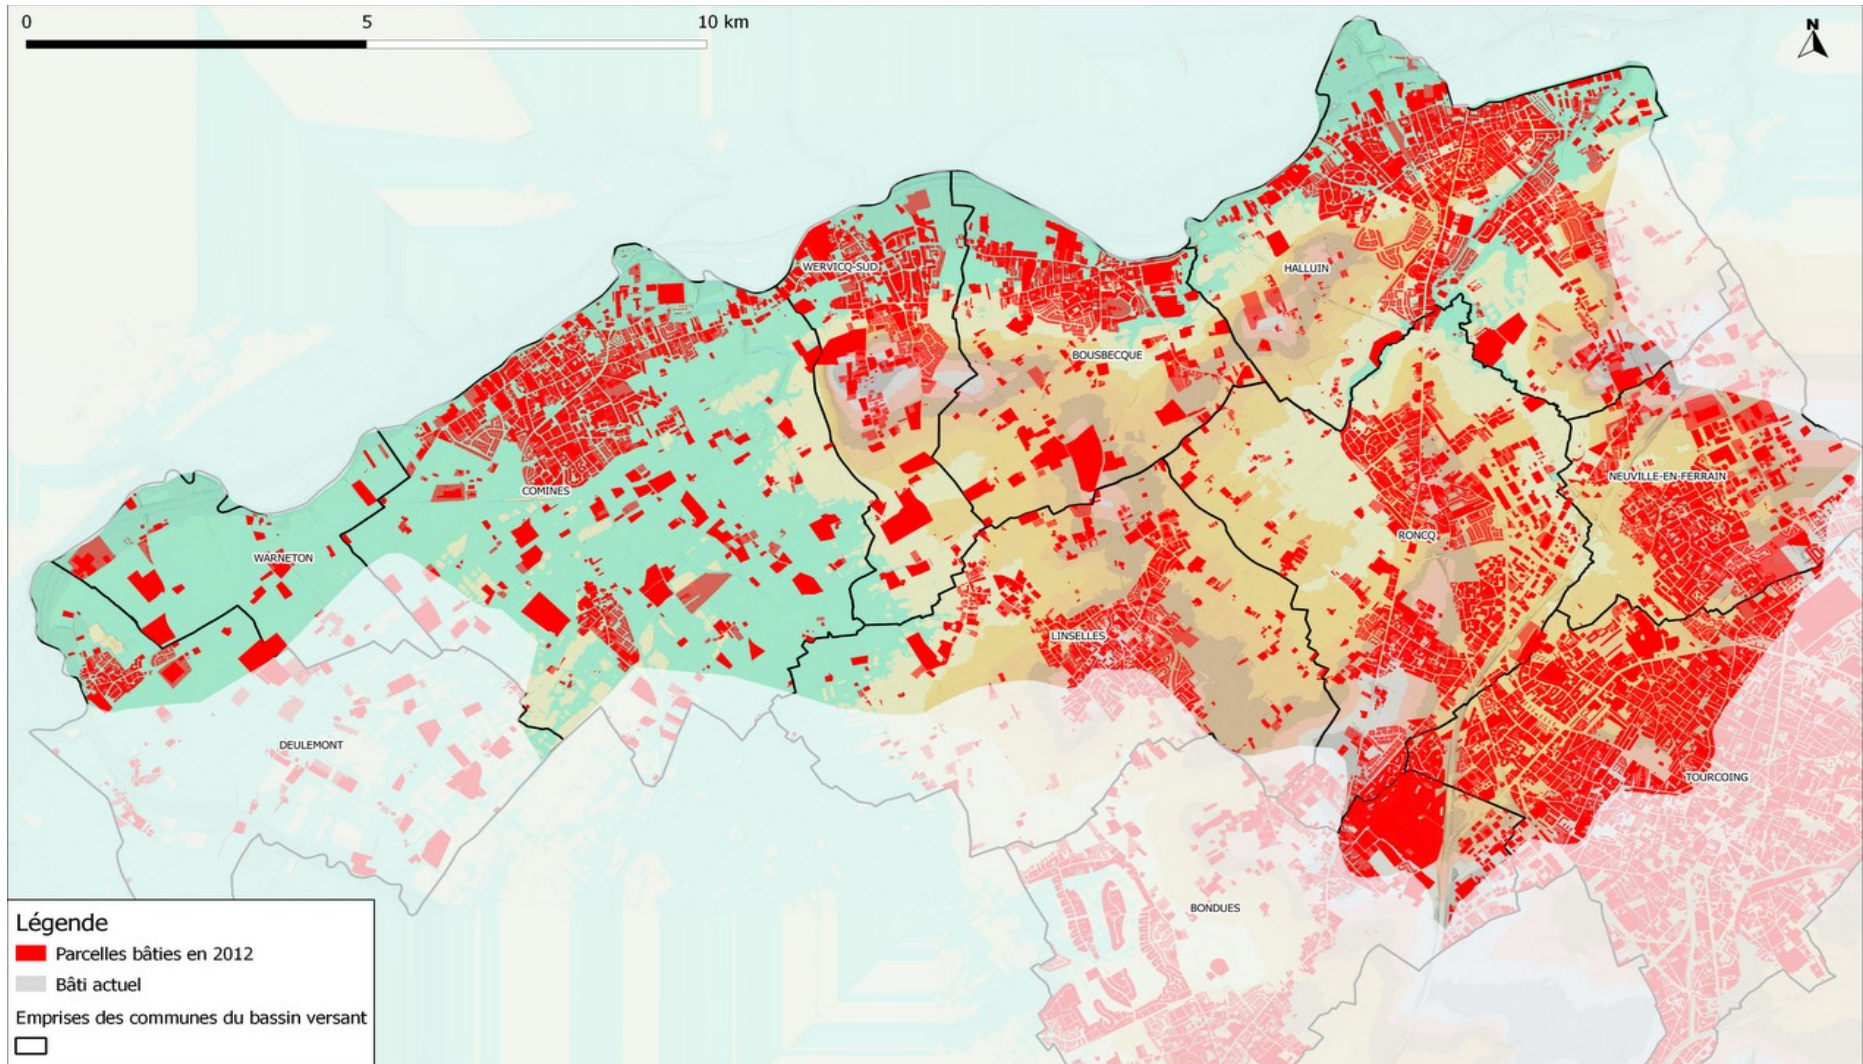 0 5 10 km
N
WERVICQ-SUD
HALLUIN
BOUSBECQUE
COMINES
NEUVILLE-EN-FERRAIN
RONCQ
WARNETON
LINSELLES
DEULEMONT
TOURCOING
BONDUES
Légende
Parcelles bâties en 2012
Bâti actuel
Emprises des communes du bassin versant